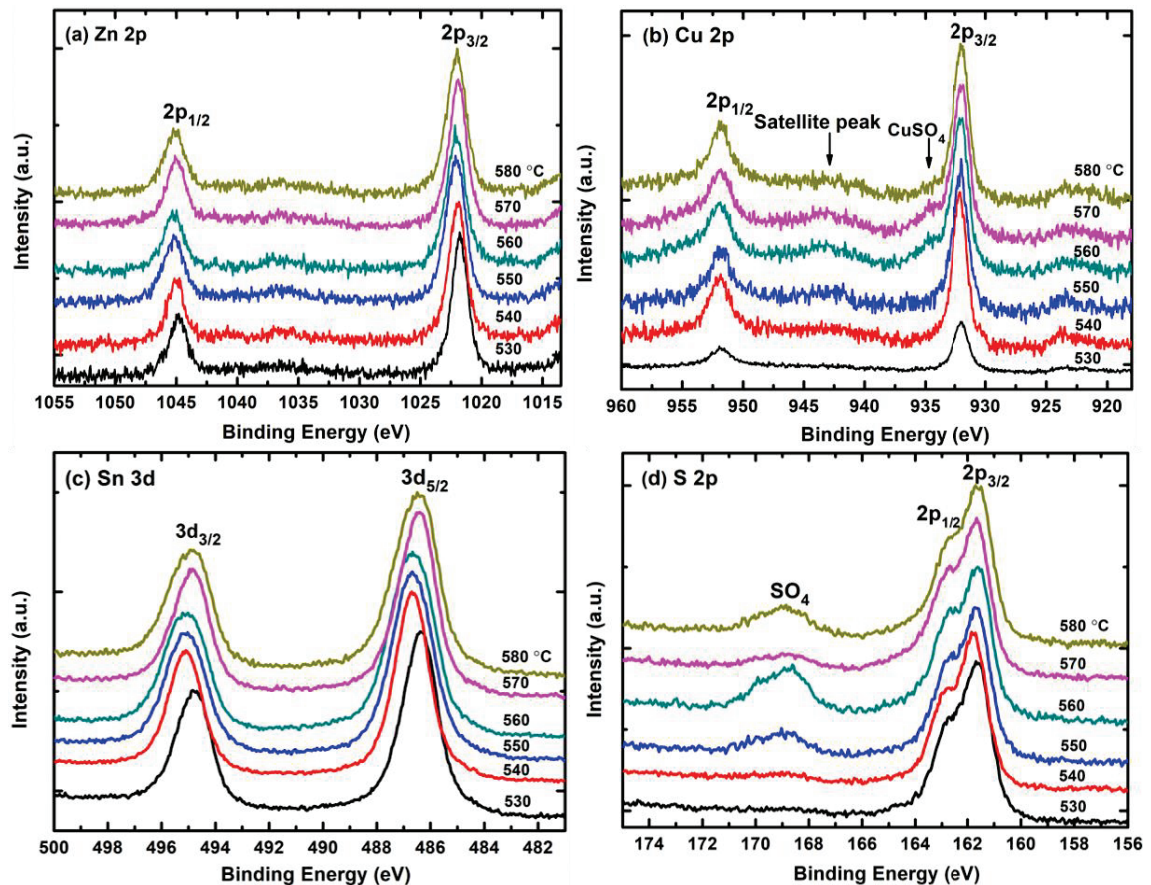 (a) Zn 2p
2p3/2
2p1/2
580 °C
570
560
550
540
530
1055 1050 1045 1040 1035 1030 1025 1020 1015
Binding Energy (eV)
Intensity (a.u.)
(b) Cu 2p
2p3/2
2p1/2
Satellite peak
CuSO4
580 °C
570
560
550
540
530
960 955 950 945 940 935 930 925 920
Binding Energy (eV)
Intensity (a.u.)
(c) Sn 3d
3d5/2
3d3/2
580 °C
570
560
550
540
530
500 498 496 494 492 490 488 486 484 482
Binding Energy (eV)
Intensity (a.u.)
(d) S 2p
2p3/2
2p1/2
SO4
580 °C
570
560
550
540
530
174 172 170 168 166 164 162 160 158 156
Binding Energy (eV)
Intensity (a.u.)